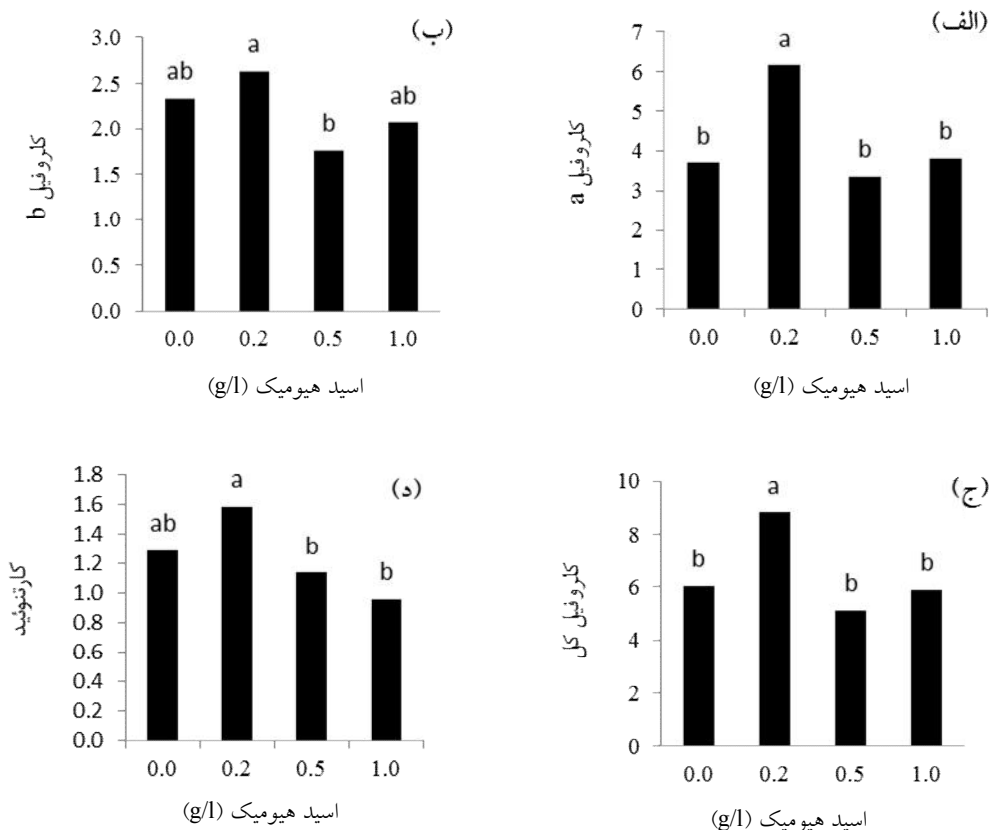 (الف)
کلروفیل a
7
6
5
4
3
2
1
0
b
a
b
b
0.0 0.2 0.5 1.0
اسید هیومیک (g/l)
(ب)
کلروفیل b
3.0
2.5
2.0
1.5
1.0
0.5
0.0
ab
a
b
ab
0.0 0.2 0.5 1.0
اسید هیومیک (g/l)
(ج)
کلروفیل کل
10
8
6
4
2
0
b
a
b
b
0.0 0.2 0.5 1.0
اسید هیومیک (g/l)
(د)
کارتنوئید
1.8
1.6
1.4
1.2
1.0
0.8
0.6
0.4
0.2
0.0
ab
a
b
b
0.0 0.2 0.5 1.0
اسید هیومیک (g/l)